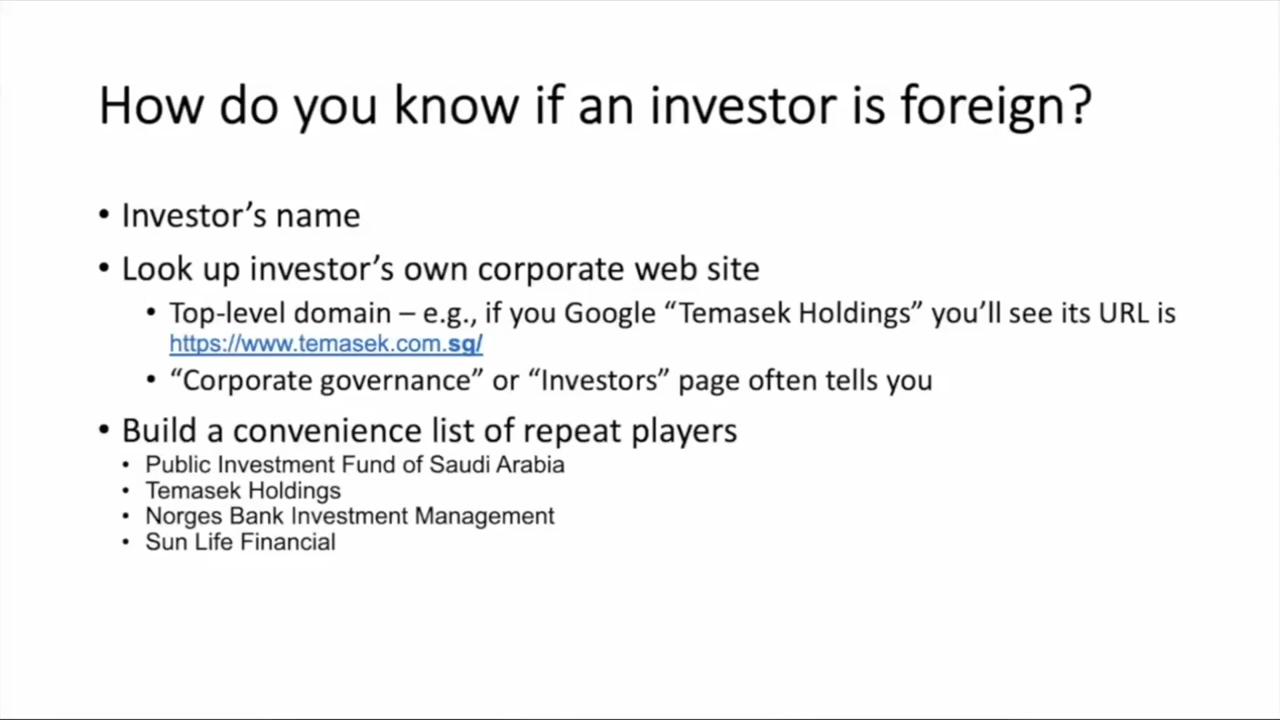 How do you know if an investor is foreign?
• Investor’s name
• Look up investor’s own corporate web site
• Top-level domain – e.g., if you Google “Temasek Holdings” you’ll see its URL is
https://www.temasek.com.sg/
• “Corporate governance” or “Investors” page often tells you
• Build a convenience list of repeat players
• Public Investment Fund of Saudi Arabia
• Temasek Holdings
• Norges Bank Investment Management
• Sun Life Financial